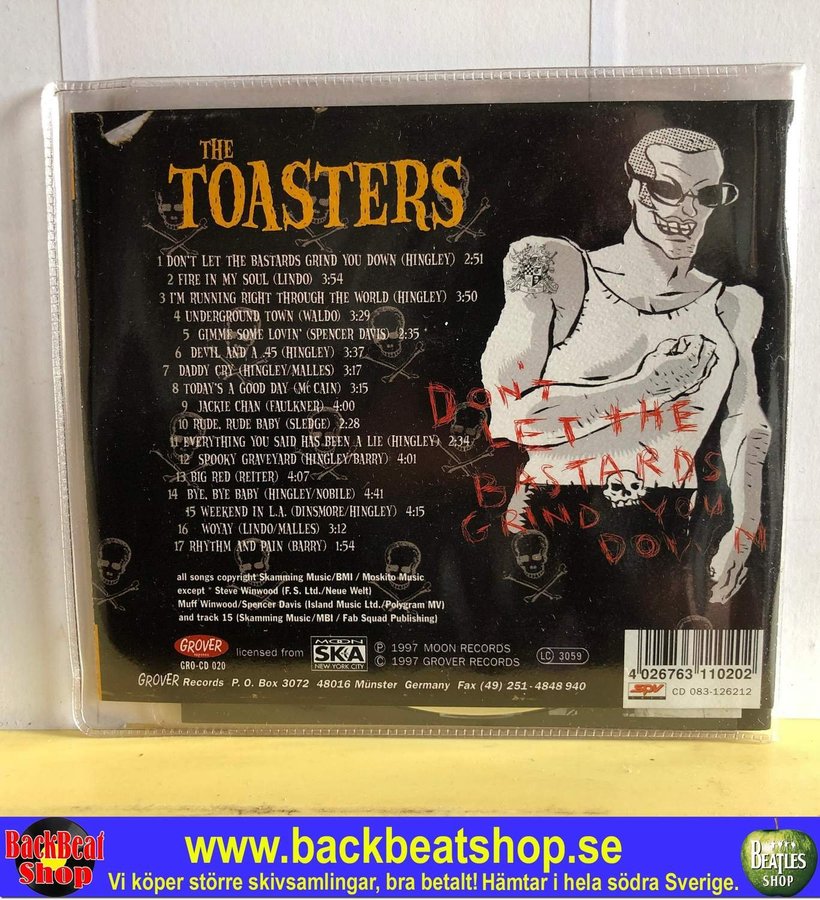 THE
TOASTERS
1 DON'T LET THE BASTARDS GRIND YOU DOWN (HINGLEY) 2:51
2 FIRE IN MY SOUL (LINDO) 3:54
3 I'M RUNNING RIGHT THROUGH THE WORLD (HINGLEY) 3:50
4 UNDERGROUND TOWN (WALDO) 3:29
5 GIMME SOME LOVIN' (SPENCER DAVIS) 2:35 *
6 DEVIL AND A .45 (HINGLEY) 3:37
7 DADDY CRY (HINGLEY/MALLES) 3:17
8 TODAY'S A GOOD DAY (McCAIN) 3:15
9 JACKIE CHAN (FAULKNER) 4:00
10 RUDE, RUDE BABY (SLEDGE) 2:28
11 EVERYTHING YOU SAID HAS BEEN A LIE (HINGLEY) 2:34
12 SPOOKY GRAVEYARD (HINGLEY/BARRY) 4:01
13 BIG RED (REITER) 4:07
14 BYE, BYE BABY (HINGLEY/NOBILE) 4:41
15 WEEKEND IN L.A. (DINSMORE/HINGLEY) 4:15
16 WOYAY (LINDO/MALLES) 3:12
17 RHYTHM AND PAIN (BARRY) 1:54
DON'T
LET THE
BASTARDS
GRIND YOU
DOWN
all songs copyright Skamming Music/BMI / Moskito Music
except * Steve Winwood (F.S. Ltd./Neue Welt)
Muff Winwood/Spencer Davis (Island Music Ltd./Polygram MV)
and track 15 (Skamming Music/MBI / Fab Squad Publishing)
GROVER
RECORDS
GRO-CD 020
licensed from
MOON
SKA
NEW YORK CITY
Ⓟ 1997 MOON RECORDS
© 1997 GROVER RECORDS
LC 3059
GROVER Records P.O. Box 3072 48016 Münster Germany Fax (49) 251-4848 940
4 026763 110202
SPV
CD 083-126212
BackBeat
Shop
www.backbeatshop.se
Vi köper större skivsamlingar, bra betalt! Hämtar i hela södra Sverige.
BEATLES
SHOP